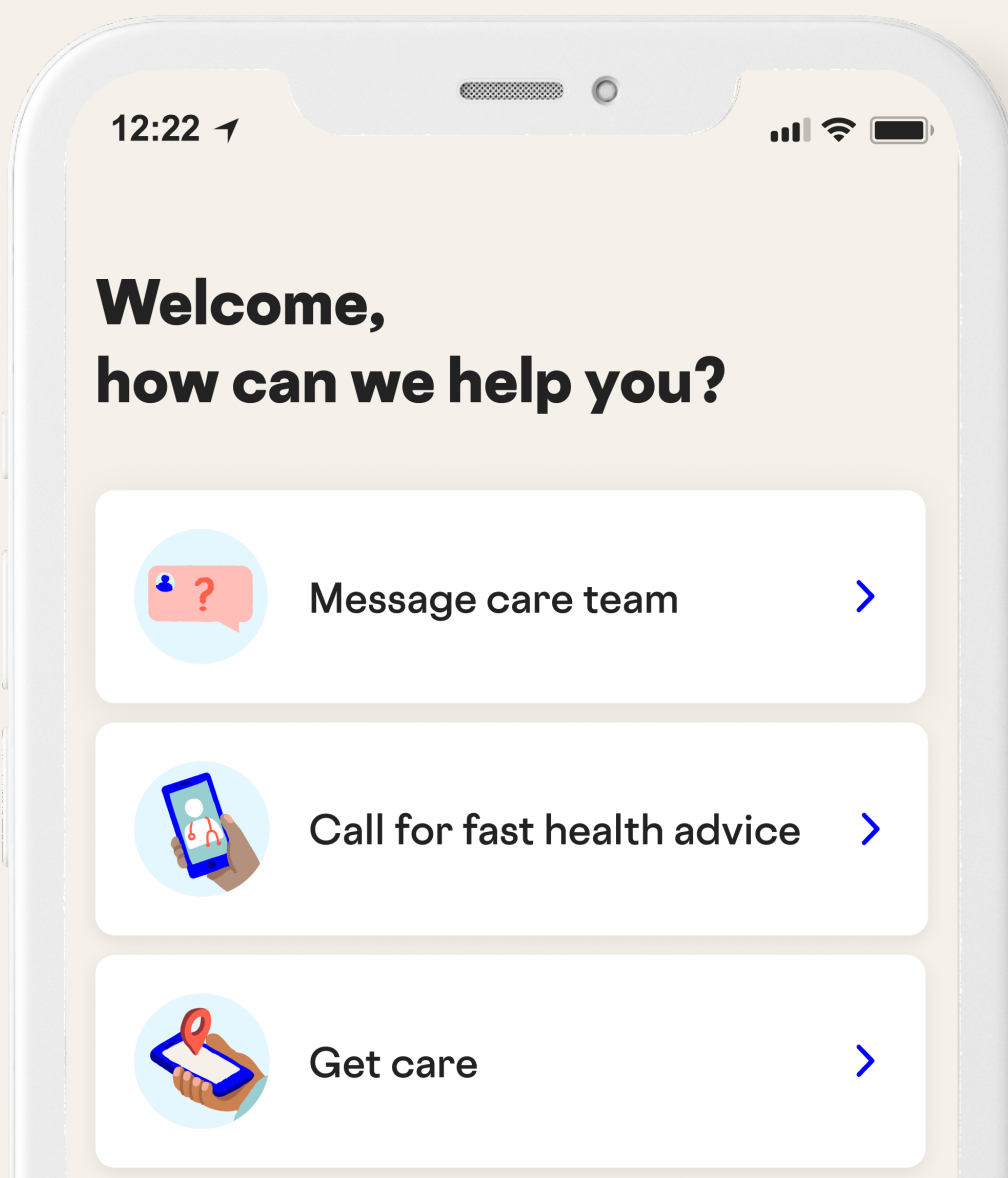 12:22
Welcome,
how can we help you?
?
Message care team
Call for fast health advice
Get care